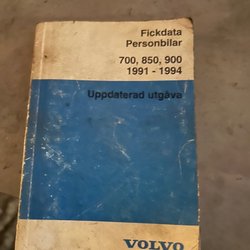 Fickdata
Personbilar
700, 850, 900
1991 - 1994
Uppdaterad utgåva
VOLVO